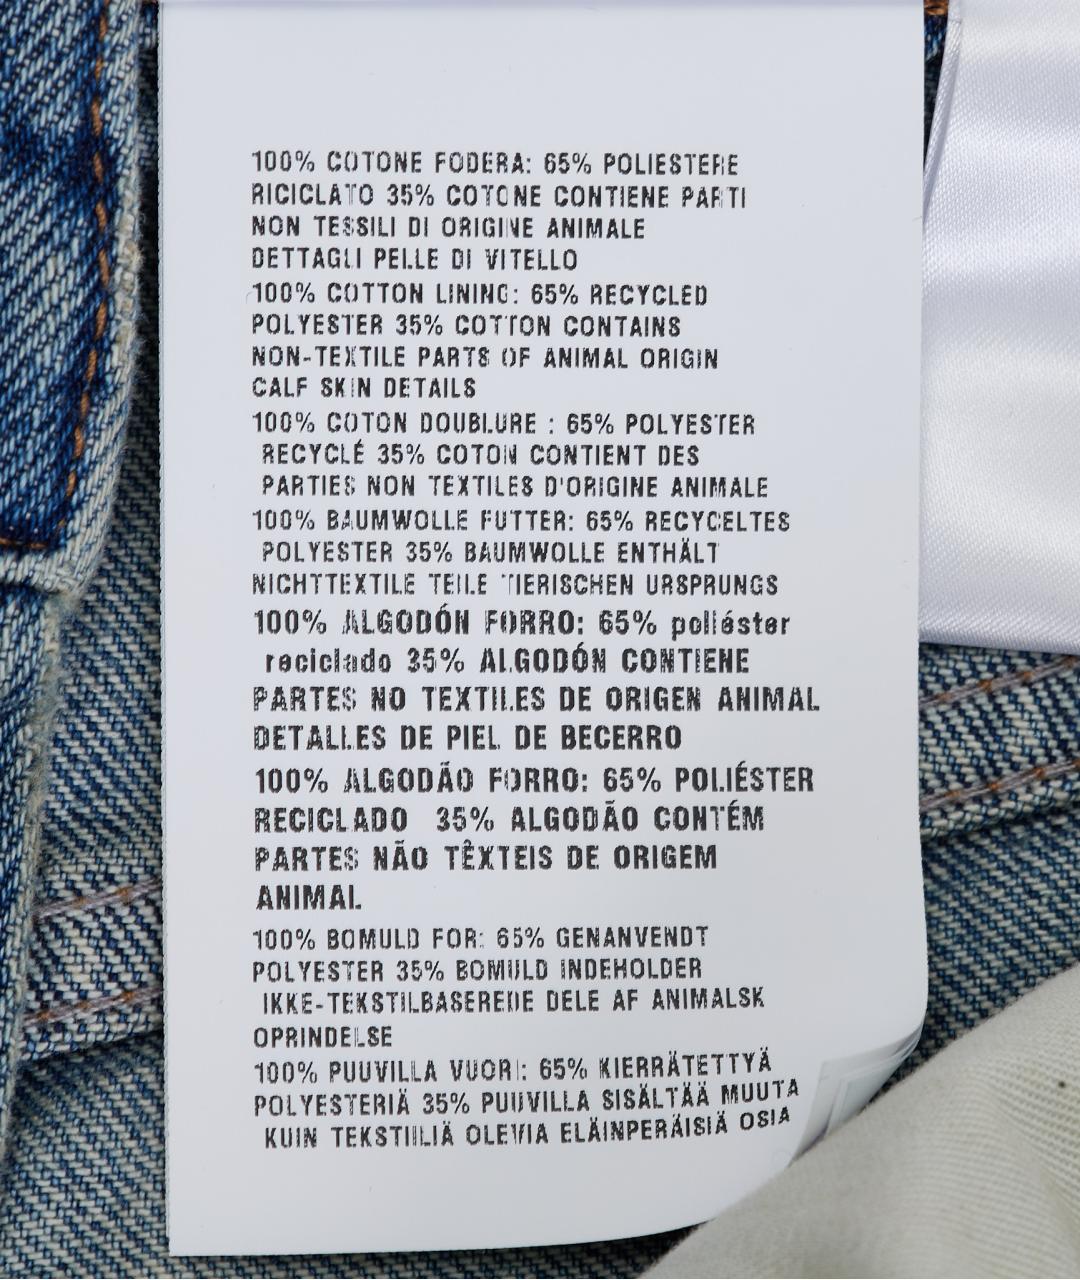 100% COTONE FODERA: 65% POLIESTERE
RICICLATO 35% COTONE CONTIENE PARTI
NON TESSILI DI ORIGINE ANIMALE
DETTAGLI PELLE DI VITELLO
100% COTTON LINING: 65% RECYCLED
POLYESTER 35% COTTON CONTAINS
NON-TEXTILE PARTS OF ANIMAL ORIGIN
CALF SKIN DETAILS
100% COTON DOUBLURE : 65% POLYESTER
RECYCLÉ 35% COTON CONTIENT DES
PARTIES NON TEXTILES D'ORIGINE ANIMALE
100% BAUMWOLLE FUTTER: 65% RECYCELTES
POLYESTER 35% BAUMWOLLE ENTHÄLT
NICHTTEXTILE TEILE TIERISCHEN URSPRUNGS
100% ALGODÓN FORRO: 65% poliéster
reciclado 35% ALGODÓN CONTIENE
PARTES NO TEXTILES DE ORIGEN ANIMAL
DETALLES DE PIEL DE BECERRO
100% ALGODÃO FORRO: 65% POLIÉSTER
RECICLADO 35% ALGODÃO CONTÉM
PARTES NÃO TÊXTEIS DE ORIGEM
ANIMAL
100% BOMULD FOR: 65% GENANVENDT
POLYESTER 35% BOMULD INDEHOLDER
IKKE-TEKSTILBASEREDE DELE AF ANIMALSK
OPRINDELSE
100% PUUVILLA VUORI: 65% KIERRÄTETTYÄ
POLYESTERIÄ 35% PUUVILLA SISÄLTÄÄ MUUTA
KUIN TEKSTIILIÄ OLEVIA ELÄINPERÄISIÄ OSIA